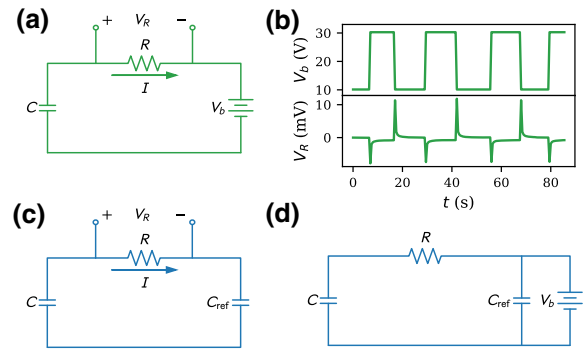 (a)
+ V_R −
R
I
C
V_b
(b)
30
20
10
V_b (V)
10
0
V_R (mV)
0 20 40 60 80
t (s)
(c)
+ V_R −
R
I
C
C_ref
(d)
R
C
C_ref
V_b